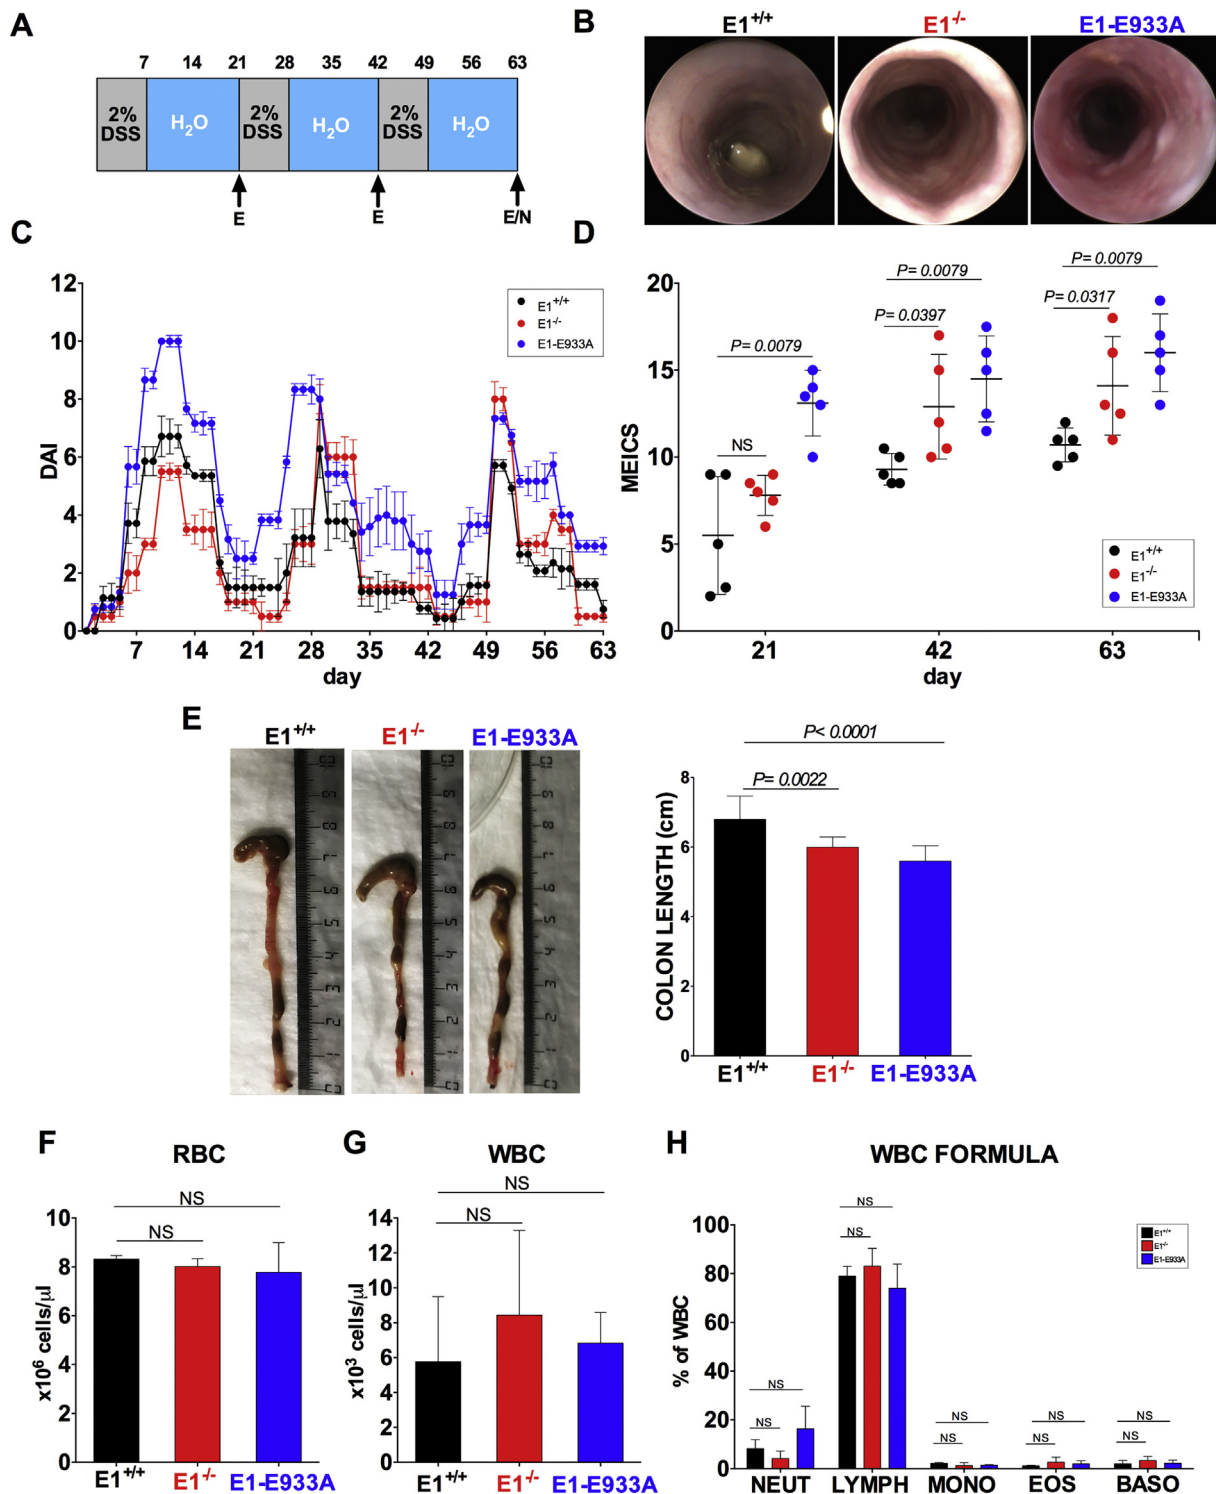 A
7 14 21 28 35 42 49 56 63
2% DSS H₂O 2% DSS H₂O 2% DSS H₂O
E E E/N
B
E1⁺/⁺ E1⁻/⁻ E1-E933A
C
DAI
12
10
8
6
4
2
0
7 14 21 28 35 42 49 56 63
day
E1⁺/⁺
E1⁻/⁻
E1-E933A
D
MEICS
20
15
10
5
0
P= 0.0079
NS
P= 0.0079
P= 0.0397
P= 0.0079
P= 0.0317
E1⁺/⁺
E1⁻/⁻
E1-E933A
21 42 63
day
E
E1⁺/⁺ E1⁻/⁻ E1-E933A
COLON LENGTH (cm)
8
6
4
2
0
P< 0.0001
P= 0.0022
E1⁺/⁺ E1⁻/⁻ E1-E933A
F
RBC
x10⁶ cells/µl
10
8
6
4
2
0
NS
NS
E1⁺/⁺ E1⁻/⁻ E1-E933A
G
WBC
x10³ cells/µl
14
12
10
8
6
4
2
0
NS
NS
E1⁺/⁺ E1⁻/⁻ E1-E933A
H
WBC FORMULA
% of WBC
100
80
60
40
20
0
NS
NS
NS
NS
NS
NS
NS
NS
NS
NS
E1⁺/⁺
E1⁻/⁻
E1-E933A
NEUT LYMPH MONO EOS BASO